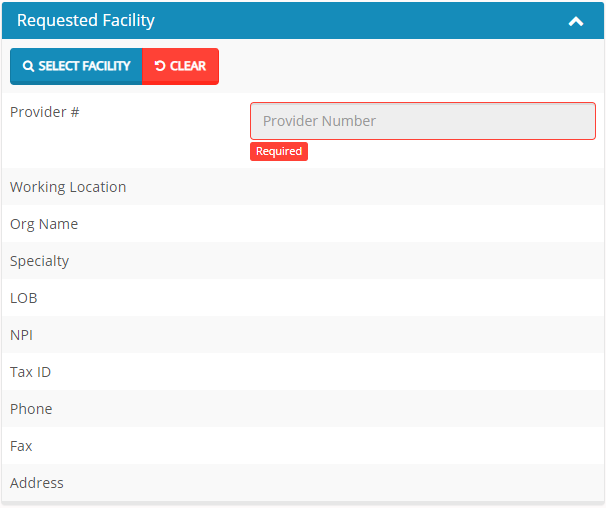 Requested Facility
SELECT FACILITY CLEAR
Provider # Provider Number
Required
Working Location
Org Name
Specialty
LOB
NPI
Tax ID
Phone
Fax
Address